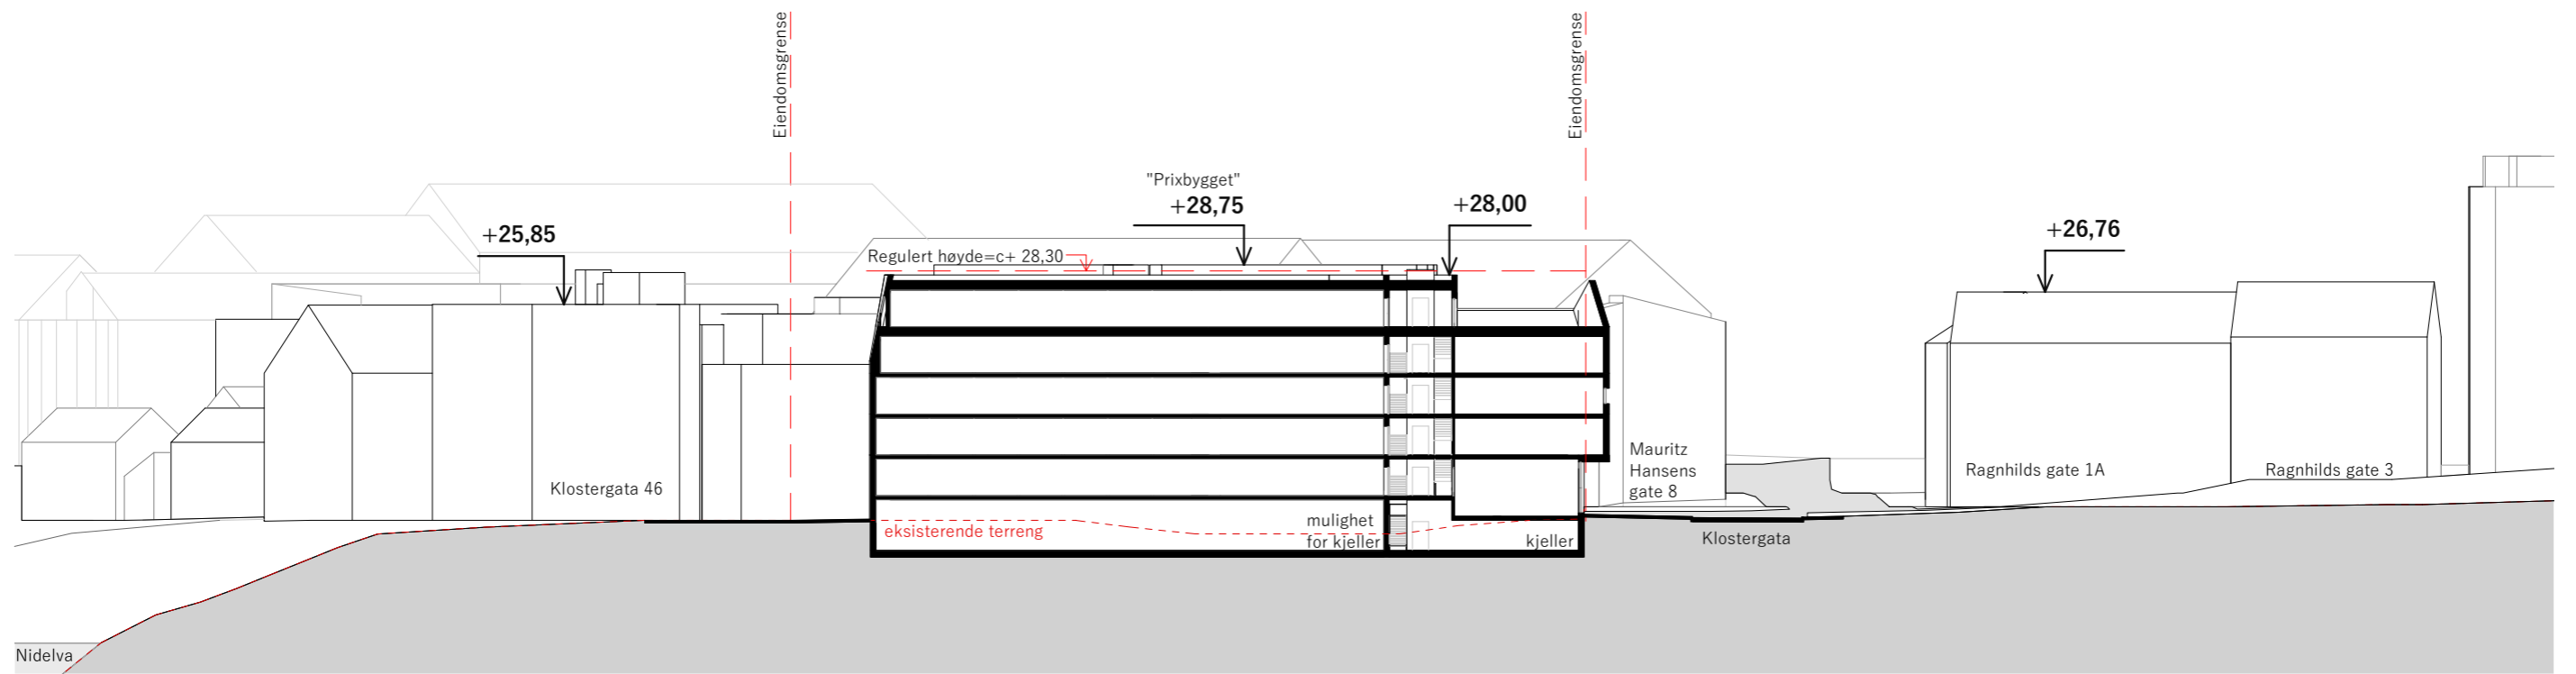 Eiendomsgrense
Eiendomsgrense
"Prixbygget"
+28,75
+28,00
+25,85
+26,76
Regulert høyde=c+ 28,30
Mauritz
Hansens
gate 8
Ragnhilds gate 1A
Ragnhilds gate 3
Klostergata 46
mulighet
for kjeller
eksisterende terreng
kjeller
Klostergata
Nidelva